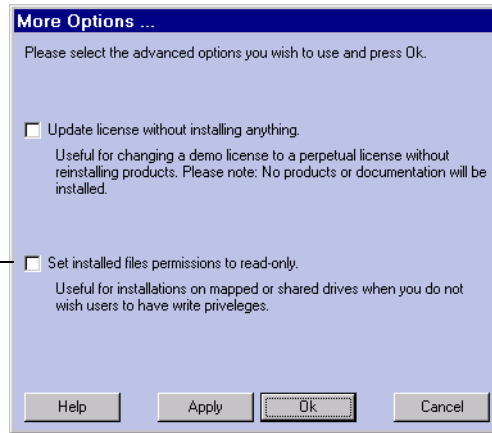 More Options ...
Please select the advanced options you wish to use and press Ok.
Update license without installing anything.
Useful for changing a demo license to a perpetual license without
reinstalling products. Please note: No products or documentation will be
installed.
Set installed files permissions to read-only.
Useful for installations on mapped or shared drives when you do not
wish users to have write priveleges.
Help
Apply
Ok
Cancel